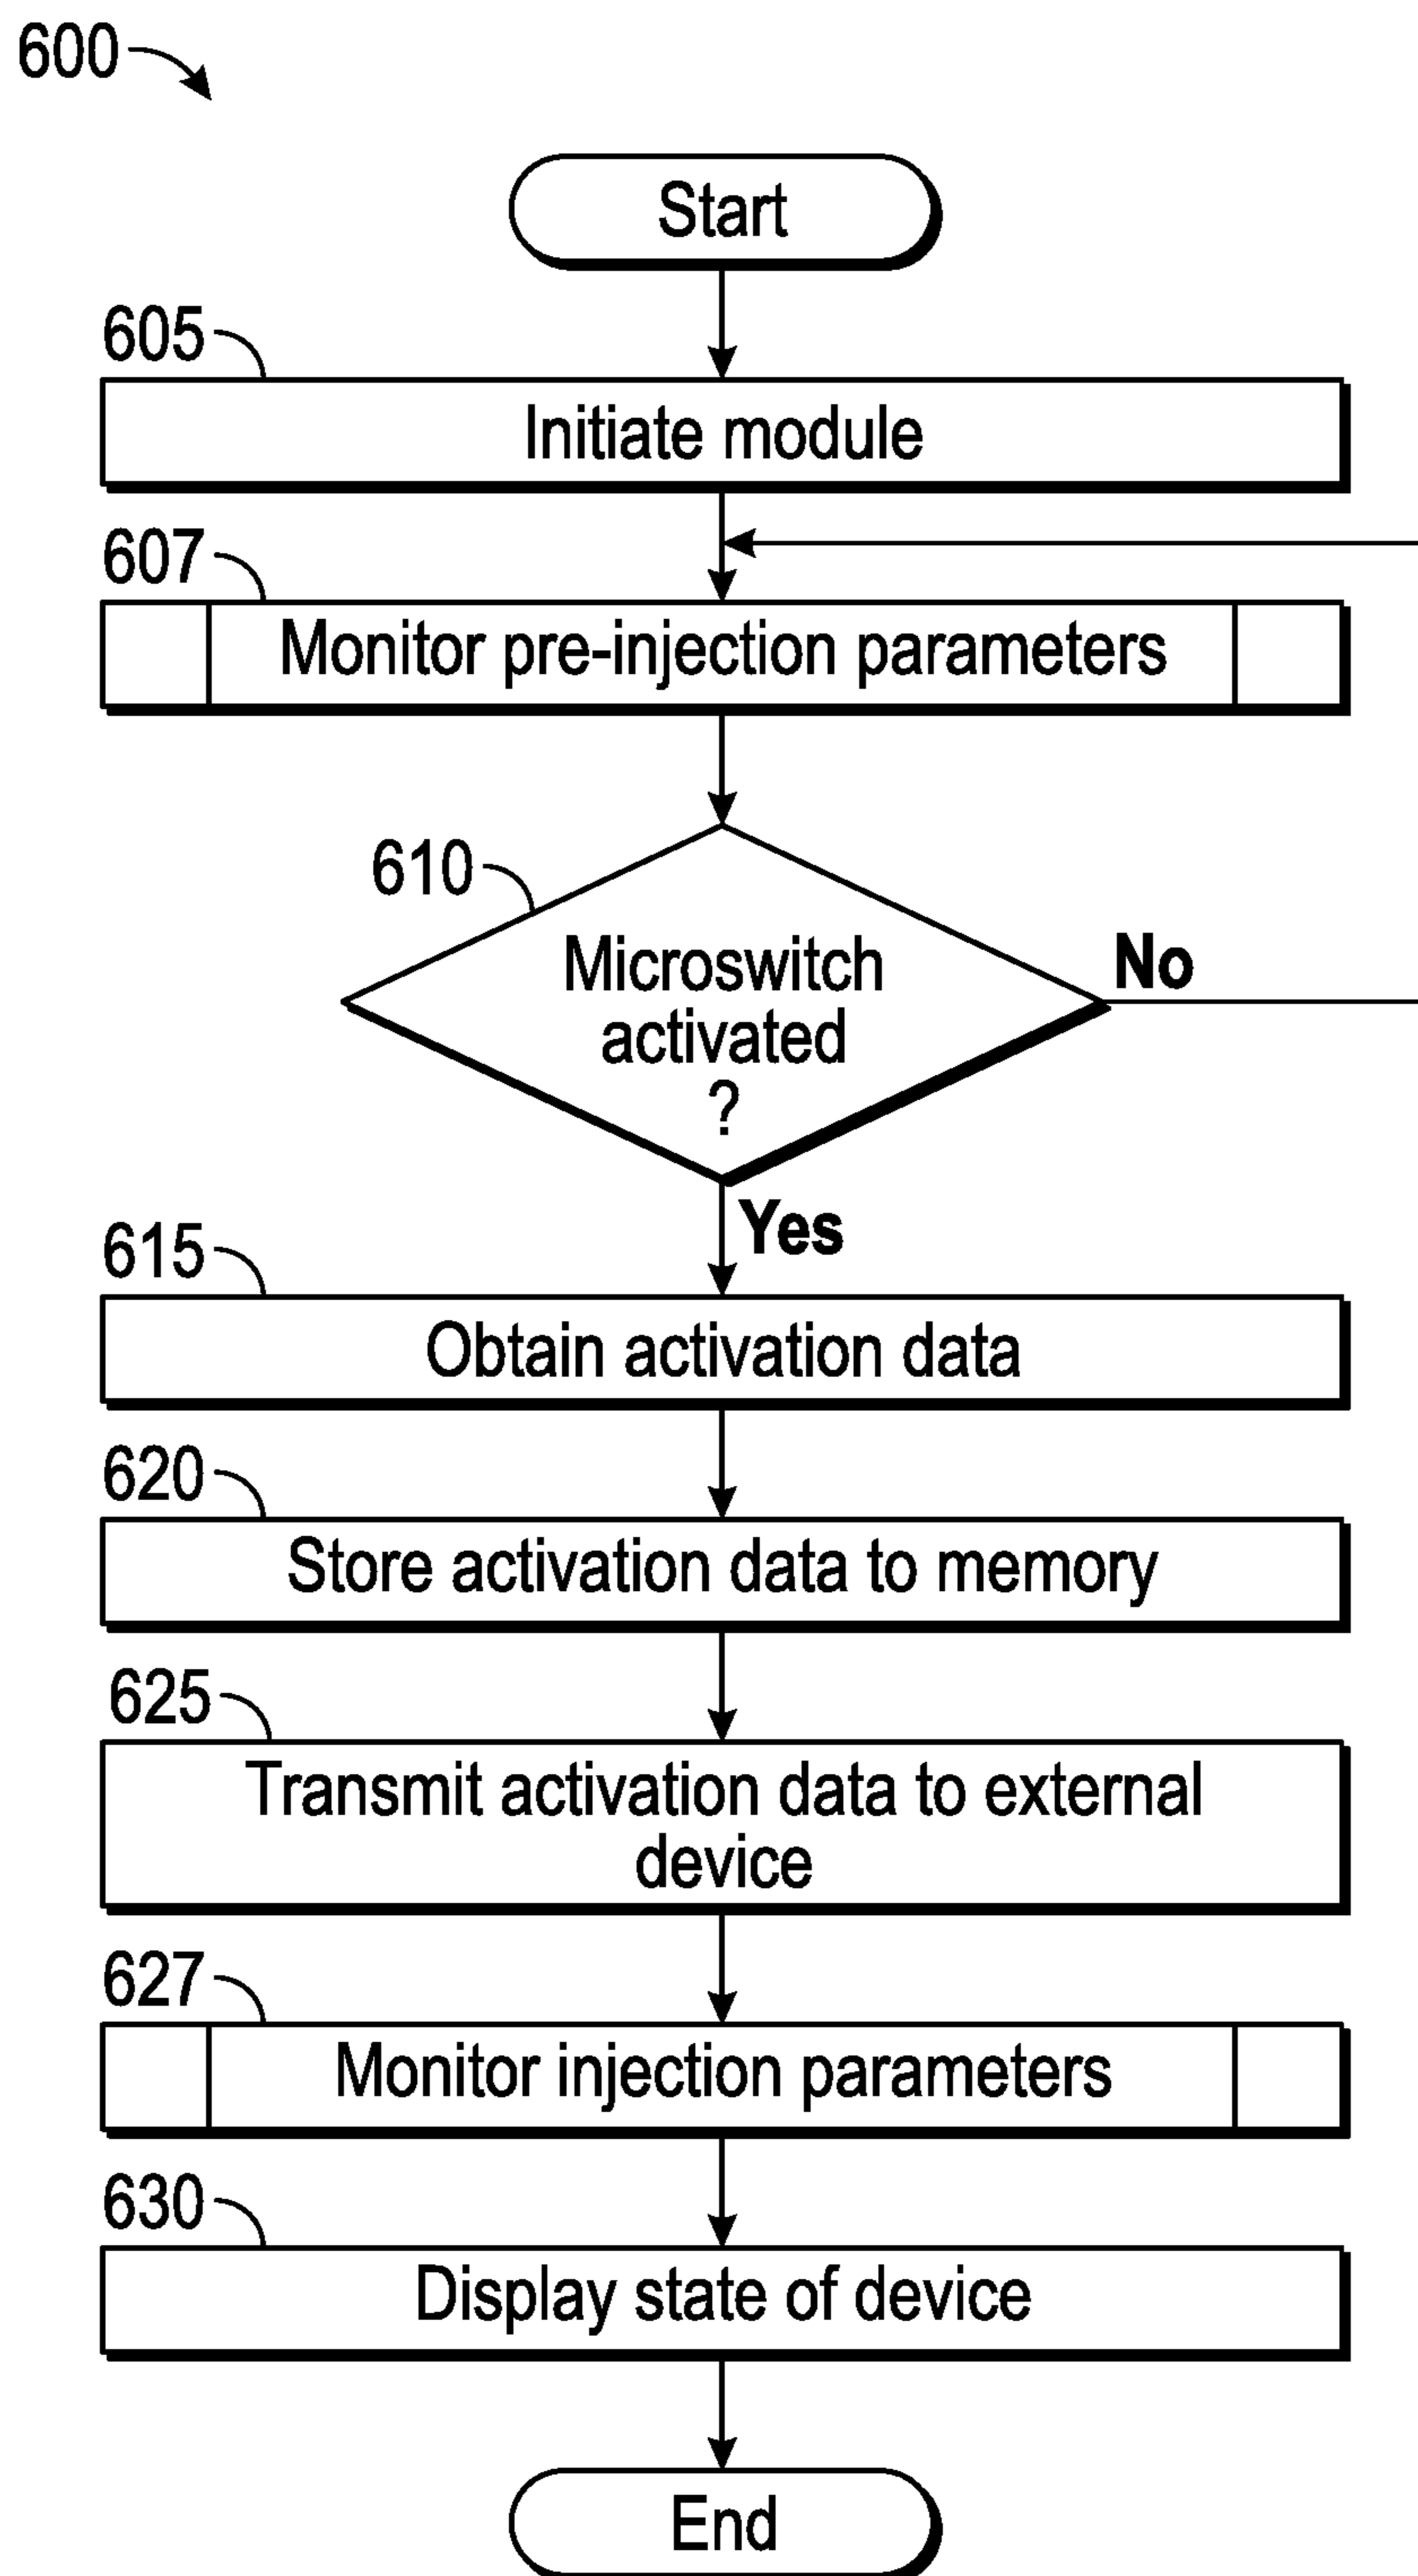 600
Start
605
Initiate module
607
Monitor pre-injection parameters
610
Microswitch
activated
?
No
Yes
615
Obtain activation data
620
Store activation data to memory
625
Transmit activation data to external
device
627
Monitor injection parameters
630
Display state of device
End